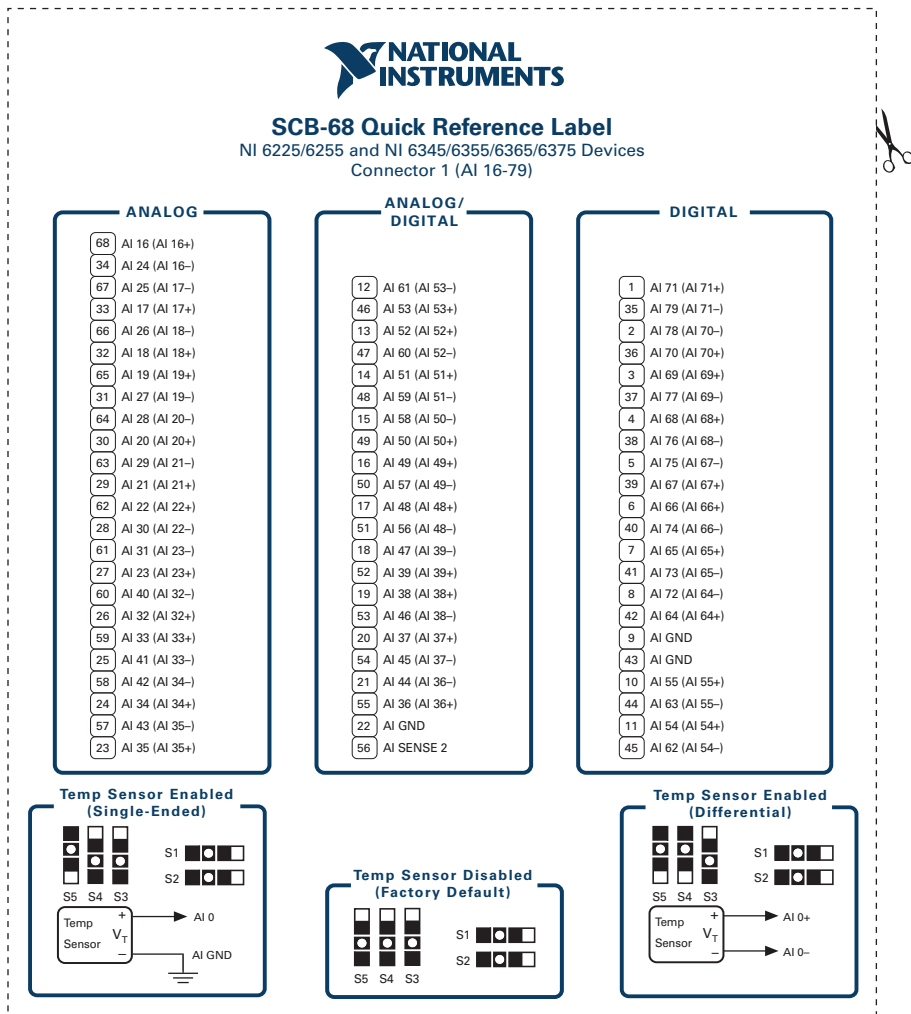 NATIONAL
INSTRUMENTS
SCB-68 Quick Reference Label
NI 6225/6255 and NI 6345/6355/6365/6375 Devices
Connector 1 (AI 16-79)
ANALOG
68 AI 16 (AI 16+)
34 AI 24 (AI 16–)
67 AI 25 (AI 17–)
33 AI 17 (AI 17+)
66 AI 26 (AI 18–)
32 AI 18 (AI 18+)
65 AI 19 (AI 19+)
31 AI 27 (AI 19–)
64 AI 28 (AI 20–)
30 AI 20 (AI 20+)
63 AI 29 (AI 21–)
29 AI 21 (AI 21+)
62 AI 22 (AI 22+)
28 AI 30 (AI 22–)
61 AI 31 (AI 23–)
27 AI 23 (AI 23+)
60 AI 40 (AI 32–)
26 AI 32 (AI 32+)
59 AI 33 (AI 33+)
25 AI 41 (AI 33–)
58 AI 42 (AI 34–)
24 AI 34 (AI 34+)
57 AI 43 (AI 35–)
23 AI 35 (AI 35+)
ANALOG/
DIGITAL
12 AI 61 (AI 53–)
46 AI 53 (AI 53+)
13 AI 52 (AI 52+)
47 AI 60 (AI 52–)
14 AI 51 (AI 51+)
48 AI 59 (AI 51–)
15 AI 58 (AI 50–)
49 AI 50 (AI 50+)
16 AI 49 (AI 49+)
50 AI 57 (AI 49–)
17 AI 48 (AI 48+)
51 AI 56 (AI 48–)
18 AI 47 (AI 39–)
52 AI 39 (AI 39+)
19 AI 38 (AI 38+)
53 AI 46 (AI 38–)
20 AI 37 (AI 37+)
54 AI 45 (AI 37–)
21 AI 44 (AI 36–)
55 AI 36 (AI 36+)
22 AI GND
56 AI SENSE 2
DIGITAL
1 AI 71 (AI 71+)
35 AI 79 (AI 71–)
2 AI 78 (AI 70–)
36 AI 70 (AI 70+)
3 AI 69 (AI 69+)
37 AI 77 (AI 69–)
4 AI 68 (AI 68+)
38 AI 76 (AI 68–)
5 AI 75 (AI 67–)
39 AI 67 (AI 67+)
6 AI 66 (AI 66+)
40 AI 74 (AI 66–)
7 AI 65 (AI 65+)
41 AI 73 (AI 65–)
8 AI 72 (AI 64–)
42 AI 64 (AI 64+)
9 AI GND
43 AI GND
10 AI 55 (AI 55+)
44 AI 63 (AI 55–)
11 AI 54 (AI 54+)
45 AI 62 (AI 54–)
Temp Sensor Enabled
(Single-Ended)
S1
S2
S5 S4 S3
Temp
Sensor
+
VT
–
AI 0
AI GND
Temp Sensor Disabled
(Factory Default)
S1
S2
S5 S4 S3
Temp Sensor Enabled
(Differential)
S1
S2
S5 S4 S3
Temp
Sensor
+
VT
–
AI 0+
AI 0–